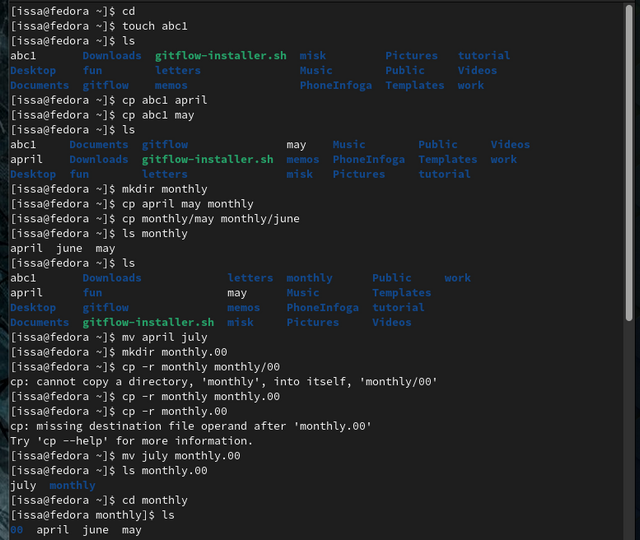 [issa@fedora ~]$ cd
[issa@fedora ~]$ touch abc1
[issa@fedora ~]$ ls
abc1       Downloads  gitflow-installer.sh  misk        Pictures   tutorial
Desktop    fun        letters               Music       Public     Videos
Documents  gitflow    memos                 PhoneInfoga Templates  work
[issa@fedora ~]$ cp abc1 april
[issa@fedora ~]$ cp abc1 may
[issa@fedora ~]$ ls
abc1     Documents  gitflow               may    Music        Public     Videos
april    Downloads  gitflow-installer.sh  memos  PhoneInfoga  Templates  work
Desktop  fun        letters               misk   Pictures     tutorial
[issa@fedora ~]$ mkdir monthly
[issa@fedora ~]$ cp april may monthly
[issa@fedora ~]$ cp monthly/may monthly/june
[issa@fedora ~]$ ls monthly
april  june  may
[issa@fedora ~]$ ls
abc1       Downloads             letters  monthly      Public     work
april      fun                   may      Music        Templates
Desktop    gitflow               memos    PhoneInfoga  tutorial
Documents  gitflow-installer.sh  misk     Pictures     Videos
[issa@fedora ~]$ mv april july
[issa@fedora ~]$ mkdir monthly.00
[issa@fedora ~]$ cp -r monthly monthly/00
cp: cannot copy a directory, 'monthly', into itself, 'monthly/00'
[issa@fedora ~]$ cp -r monthly monthly.00
[issa@fedora ~]$ cp -r monthly.00
cp: missing destination file operand after 'monthly.00'
Try 'cp --help' for more information.
[issa@fedora ~]$ mv july monthly.00
[issa@fedora ~]$ ls monthly.00
july  monthly
[issa@fedora ~]$ cd monthly
[issa@fedora monthly]$ ls
00  april  june  may